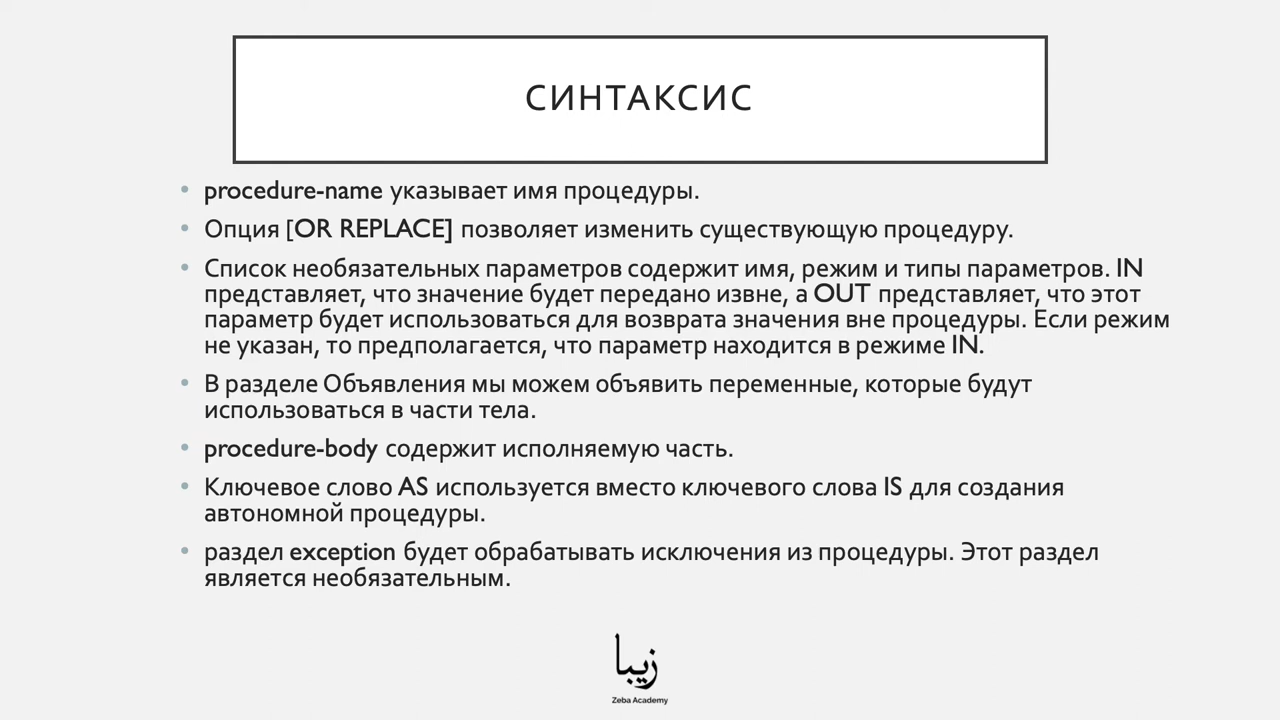 СИНТАКСИС
• procedure-name указывает имя процедуры.
• Опция [OR REPLACE] позволяет изменить существующую процедуру.
• Список необязательных параметров содержит имя, режим и типы параметров. IN
представляет, что значение будет передано извне, а OUT представляет, что этот
параметр будет использоваться для возврата значения вне процедуры. Если режим
не указан, то предполагается, что параметр находится в режиме IN.
• В разделе Объявления мы можем объявить переменные, которые будут
использоваться в части тела.
• procedure-body содержит исполняемую часть.
• Ключевое слово AS используется вместо ключевого слова IS для создания
автономной процедуры.
• раздел exception будет обрабатывать исключения из процедуры. Этот раздел
является необязательным.
زیبا
Zeba Academy